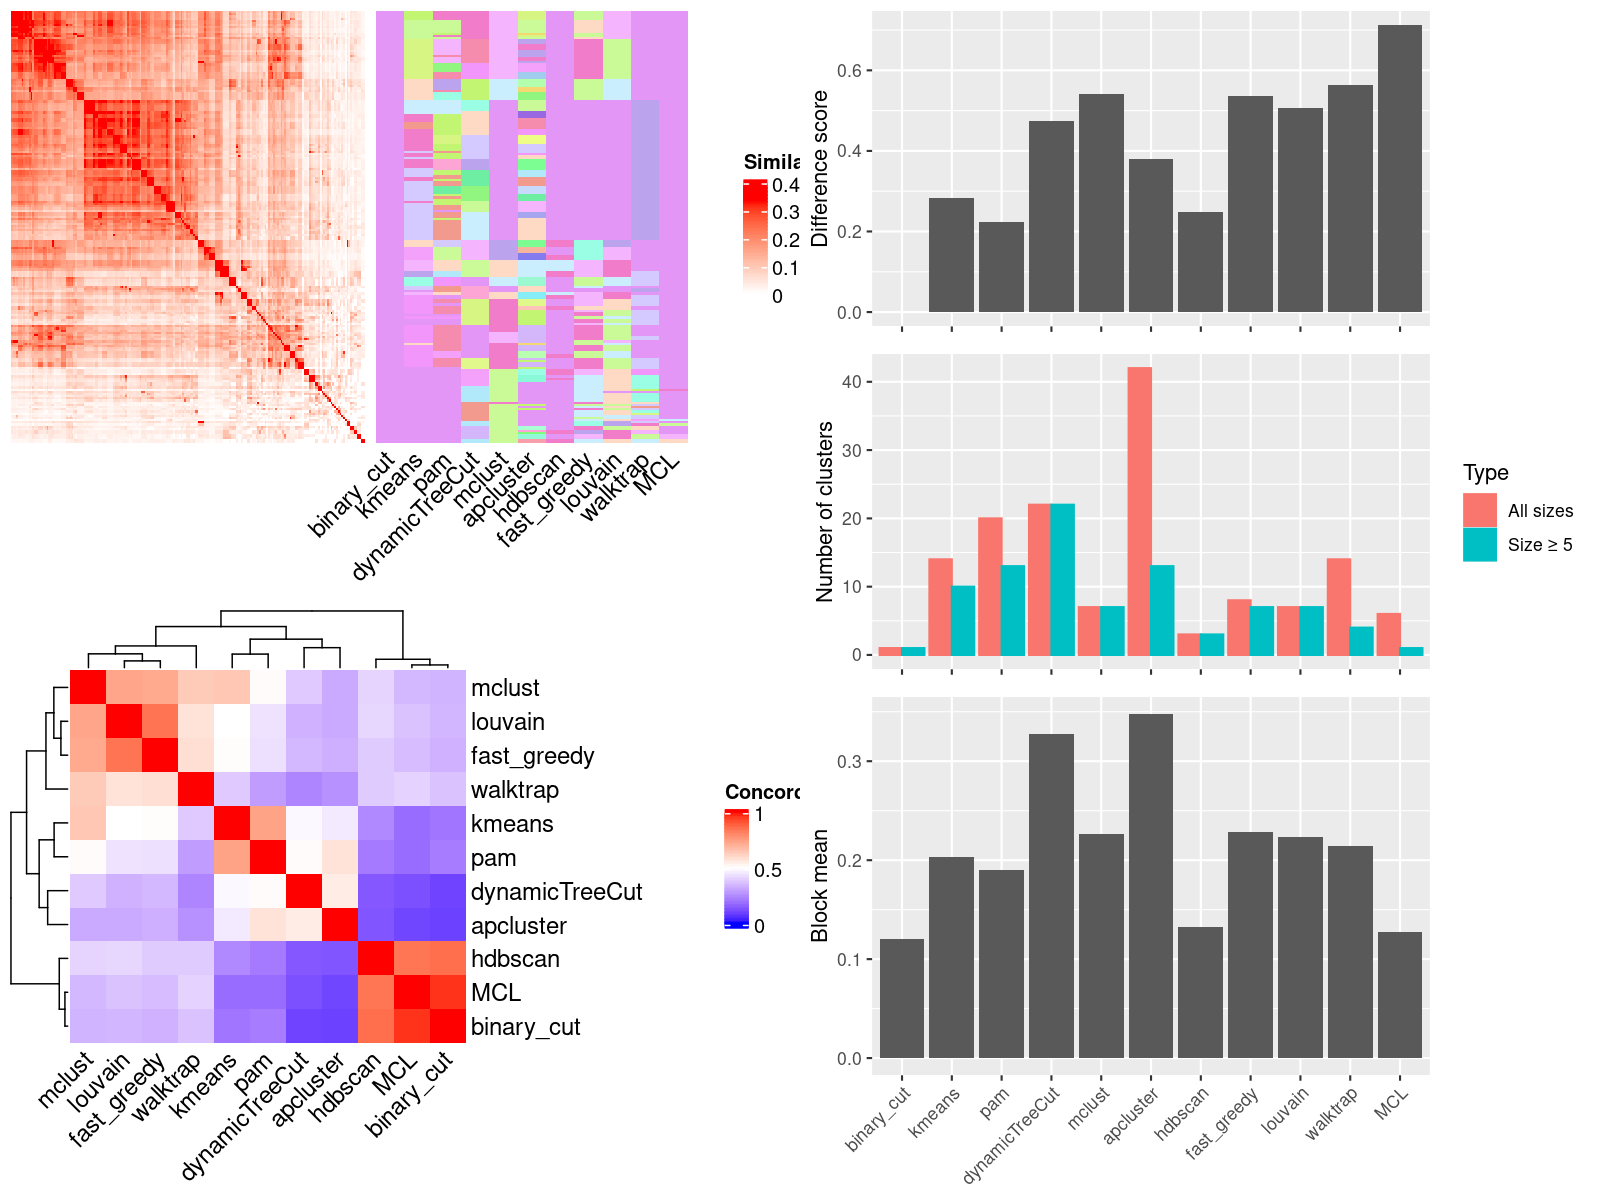 Simila
0.4
0.3
0.2
0.1
0
binary_cut
kmeans
pam
dynamicTreeCut
mclust
apcluster
hdbscan
fast_greedy
louvain
walktrap
MCL
mclust
louvain
fast_greedy
walktrap
kmeans
pam
dynamicTreeCut
apcluster
hdbscan
MCL
binary_cut
Concord
1
0.5
0
mclust
louvain
fast_greedy
walktrap
kmeans
pam
dynamicTreeCut
apcluster
hdbscan
MCL
binary_cut
Difference score
0.6
0.4
0.2
0.0
Number of clusters
40
30
20
10
0
Type
All sizes
Size ≥ 5
Block mean
0.3
0.2
0.1
0.0
binary_cut
kmeans
pam
dynamicTreeCut
mclust
apcluster
hdbscan
fast_greedy
louvain
walktrap
MCL